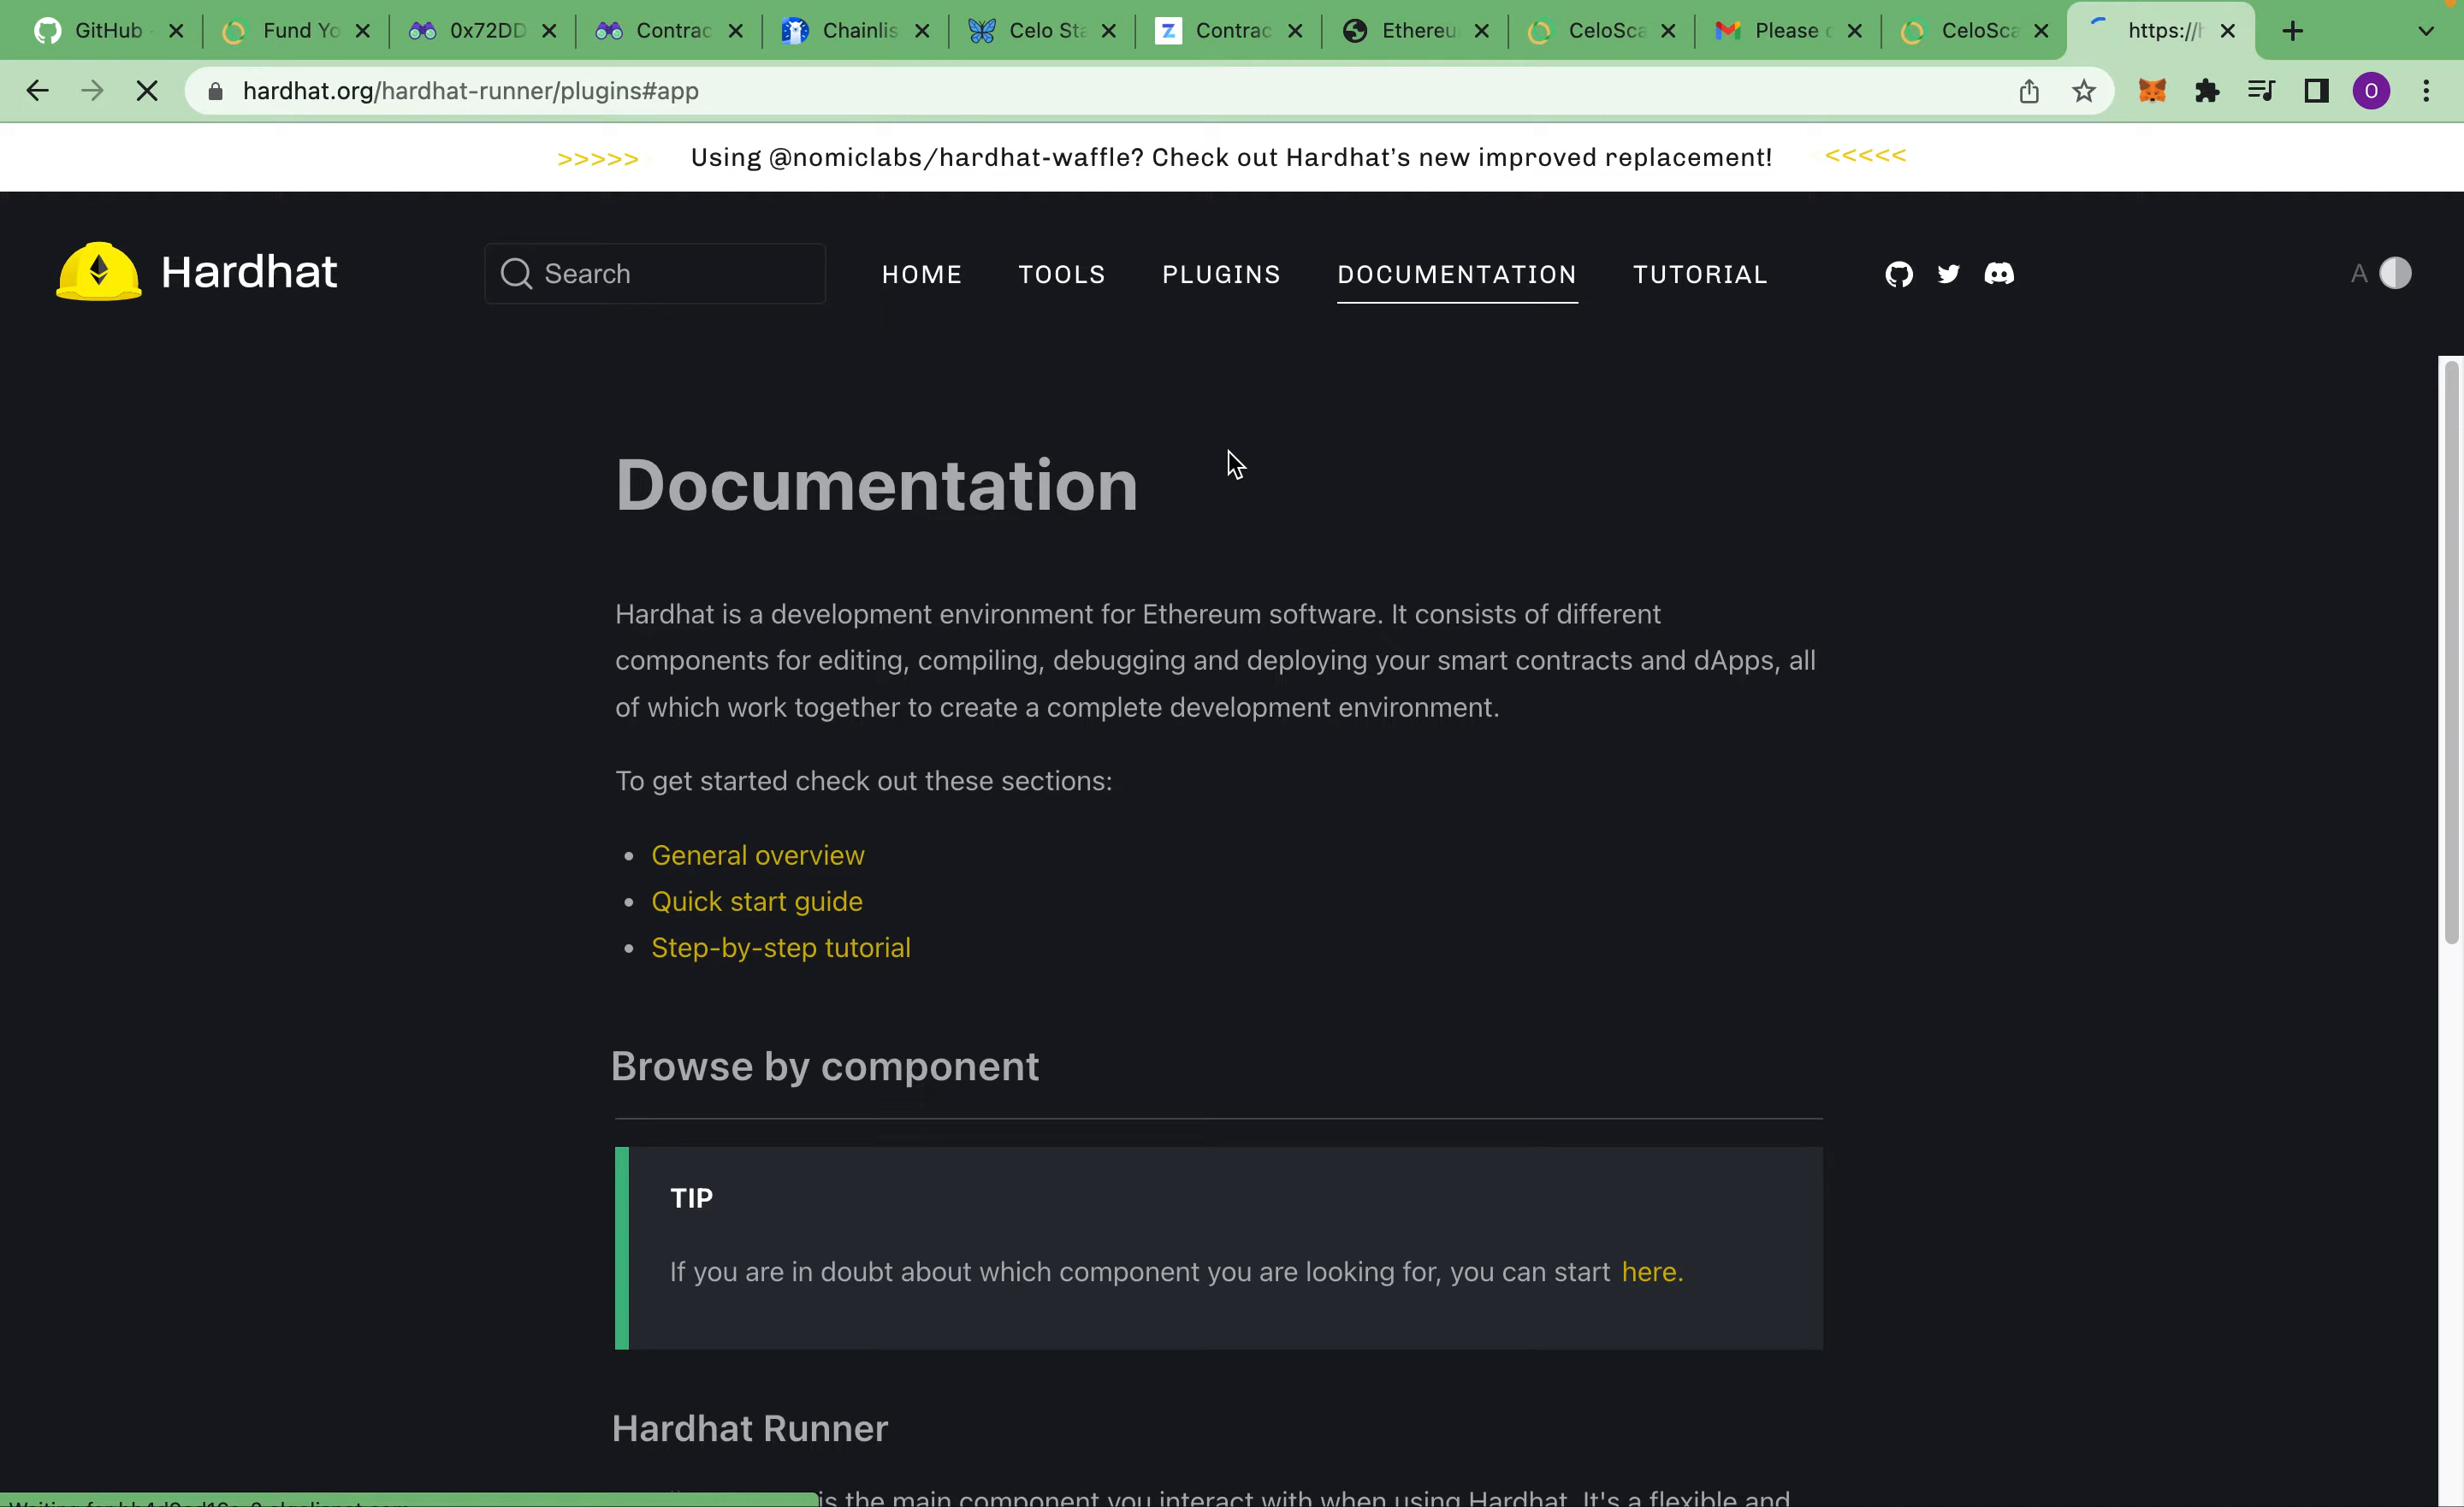 GitHub
Fund Yo
0x72DD
Contrac
Chainlis
Celo Sta
Contrac
Ethereu
CeloSca
Please
CeloSca
https://h
hardhat.org/hardhat-runner/plugins#app
O
>>>>> Using @nomiclabs/hardhat-waffle? Check out Hardhat's new improved replacement! <<<<<
Hardhat
Search
HOME
TOOLS
PLUGINS
DOCUMENTATION
TUTORIAL
A
Documentation
Hardhat is a development environment for Ethereum software. It consists of different
components for editing, compiling, debugging and deploying your smart contracts and dApps, all
of which work together to create a complete development environment.
To get started check out these sections:
• General overview
• Quick start guide
• Step-by-step tutorial
Browse by component
TIP
If you are in doubt about which component you are looking for, you can start here.
Hardhat Runner
is the main component you interact with when using Hardhat. It's a flexible and